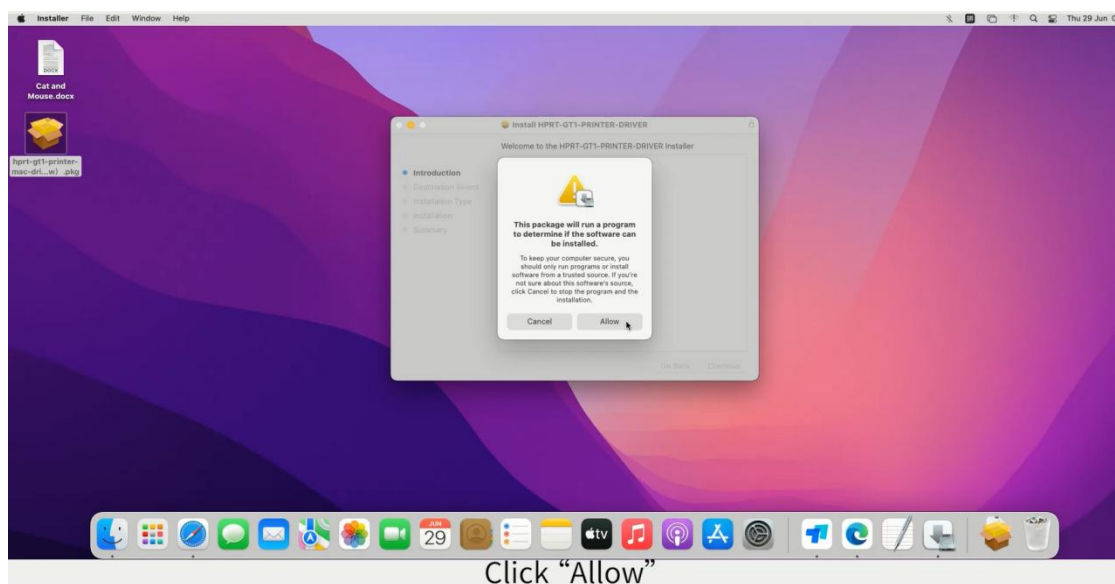 Installer File Edit Window Help Thu 29 Jun
DOCX
Cat and
Mouse.docx
hprt-gt1-printer-
mac-dri...w) .pkg
Install HPRT-GT1-PRINTER-DRIVER
Welcome to the HPRT-GT1-PRINTER-DRIVER Installer
Introduction
Destination Select
Installation Type
Installation
Summary
This package will run a program
to determine if the software can
be installed.
To keep your computer secure, you
should only run programs or install
software from a trusted source. If you're
not sure about this software's source,
click Cancel to stop the program and the
installation.
Cancel Allow
Go Back Continue
JUN
29
tv
Click “Allow”